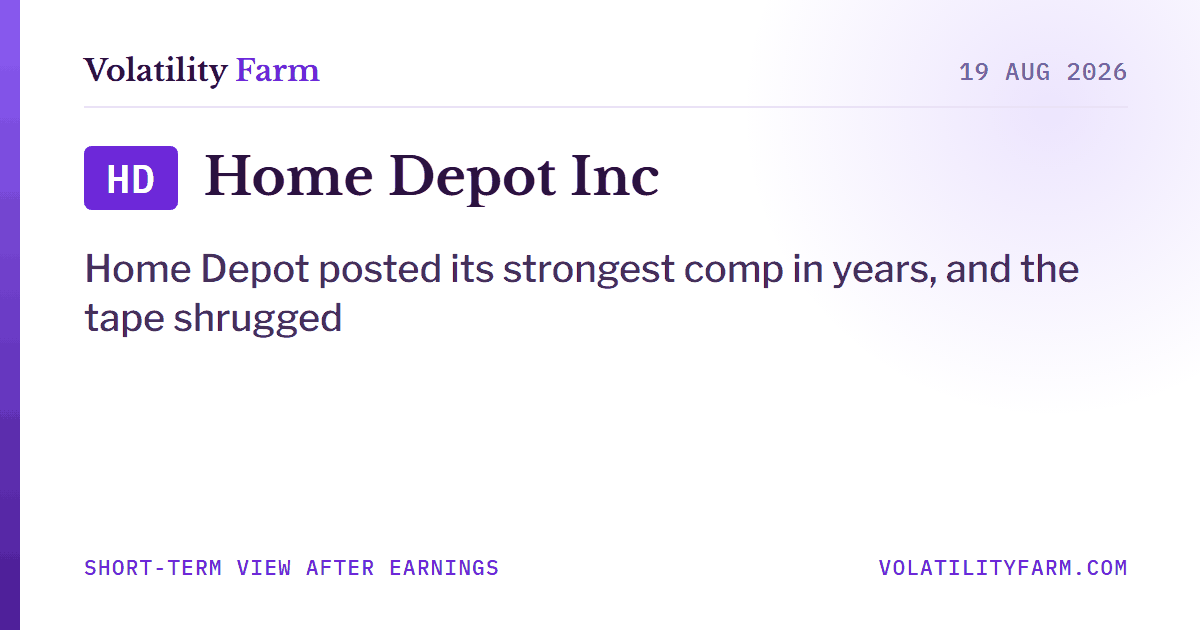 Volatility Farm
19 AUG 2026
HD
Home Depot Inc
Home Depot posted its strongest comp in years, and the
tape shrugged
SHORT-TERM VIEW AFTER EARNINGS
VOLATILITYFARM.COM